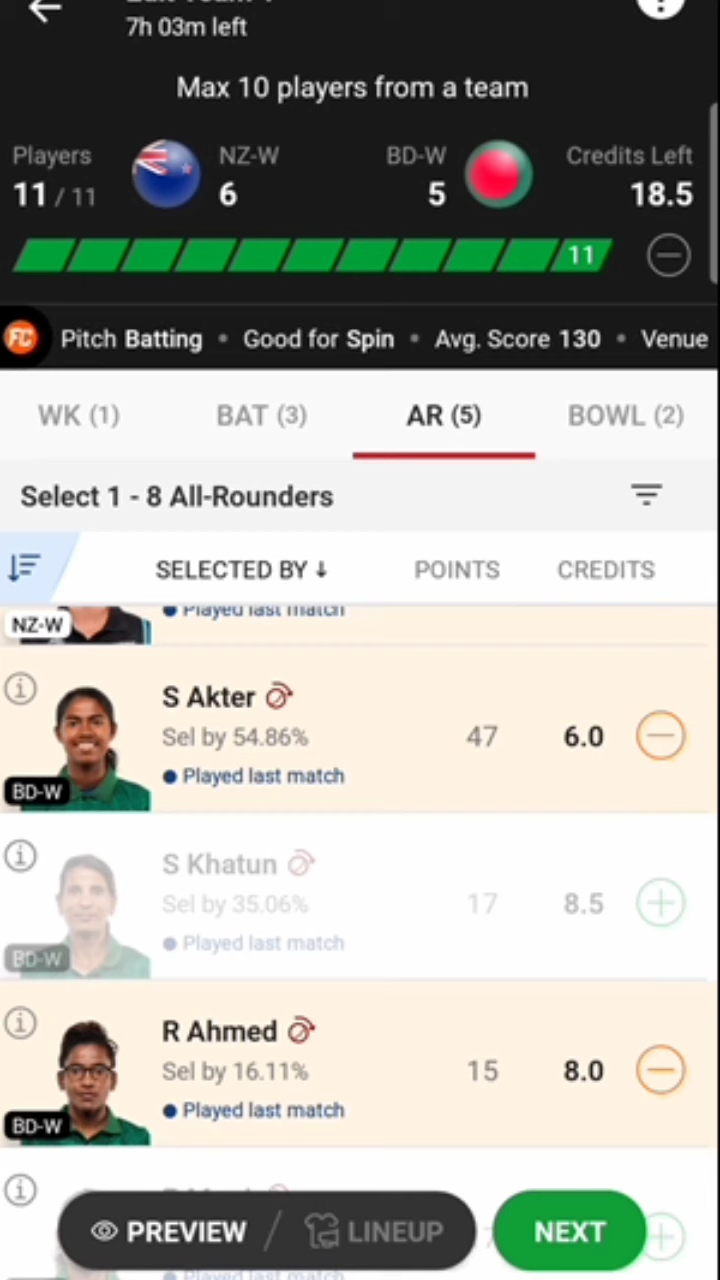 7h 03m left
Max 10 players from a team
Players NZ-W BD-W Credits Left
11 / 11 6 5 18.5
11
FC Pitch Batting • Good for Spin • Avg. Score 130 • Venue
WK (1) BAT (3) AR (5) BOWL (2)
Select 1 - 8 All-Rounders
SELECTED BY ↓ POINTS CREDITS
NZ-W Played last match
S Akter
Sel by 54.86% 47 6.0
Played last match
BD-W
S Khatun
Sel by 35.06% 17 8.5
Played last match
BD-W
R Ahmed
Sel by 16.11% 15 8.0
Played last match
BD-W
PREVIEW / LINEUP NEXT
Played last match